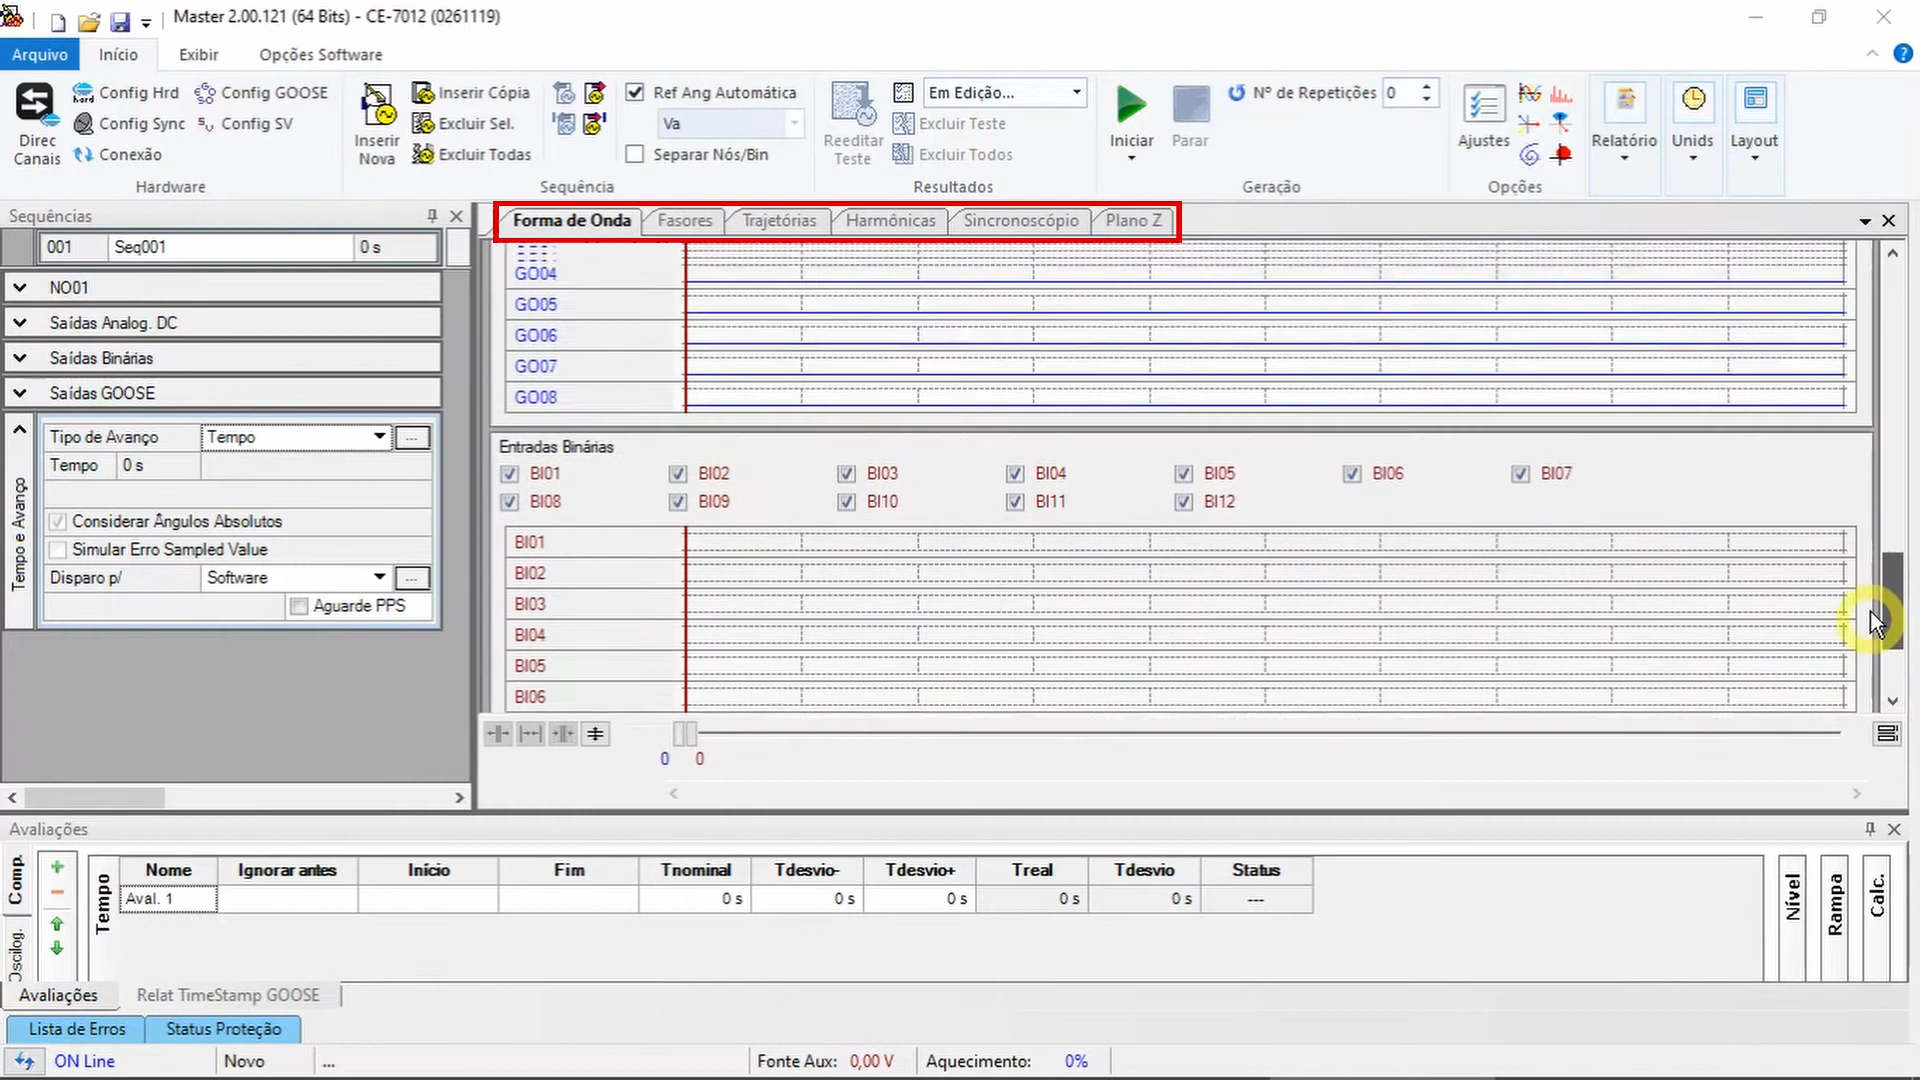 Master 2.00.121 (64 Bits) - CE-7012 (0261119)
Arquivo Início Exibir Opções Software
Direc Canais
Config Hrd Config GOOSE
Config Sync Config SV
Conexão
Hardware
Inserir Nova
Inserir Cópia
Excluir Sel.
Excluir Todas
Ref Ang Automática
Va
Separar Nós/Bin
Sequência
Reeditar Teste
Em Edição...
Excluir Teste
Excluir Todos
Resultados
Iniciar
Parar
Nº de Repetições 0
Geração
Ajustes
Opções
Relatório
Unids
Layout
Sequências
001 Seq001 0 s
NO01
Saídas Analog. DC
Saídas Binárias
Saídas GOOSE
Tempo e Avanço
Tipo de Avanço Tempo ...
Tempo 0 s
Considerar Ângulos Absolutos
Simular Erro Sampled Value
Disparo p/ Software ...
Aguarde PPS
Forma de Onda Fasores Trajetórias Harmônicas Sincronoscópio Plano Z
GO04
GO05
GO06
GO07
GO08
Entradas Binárias
BI01 BI02 BI03 BI04 BI05 BI06 BI07
BI08 BI09 BI10 BI11 BI12
BI01
BI02
BI03
BI04
BI05
BI06
0 0
Avaliações
Comp.
Oscilog.
Tempo
Nome Ignorar antes Início Fim Tnominal Tdesvio- Tdesvio+ Treal Tdesvio Status
Aval. 1 0 s 0 s 0 s 0 s 0 s ---
Nível
Rampa
Calc.
Avaliações Relat TimeStamp GOOSE
Lista de Erros Status Proteção
ON Line Novo ... Fonte Aux: 0,00 V Aquecimento: 0%